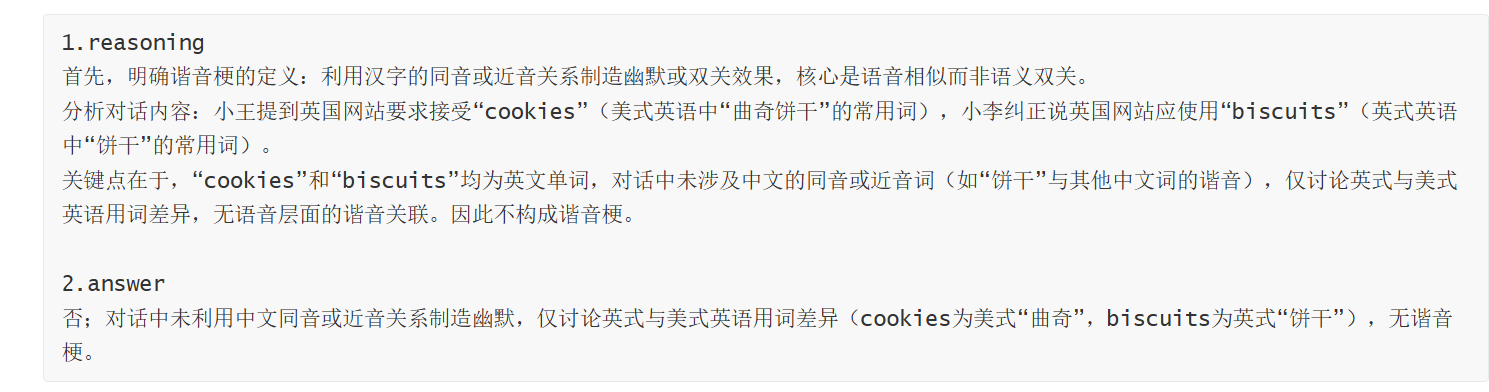 1.reasoning
首先，明确谐音梗的定义：利用汉字的同音或近音关系制造幽默或双关效果，核心是语音相似而非语义双关。
分析对话内容：小王提到英国网站要求接受“cookies”（美式英语中“曲奇饼干”的常用词），小李纠正说英国网站应使用“biscuits”（英式英语
中“饼干”的常用词）。
关键点在于，“cookies”和“biscuits”均为英文单词，对话中未涉及中文的同音或近音词（如“饼干”与其他中文词的谐音），仅讨论英式与美式
英语用词差异，无语音层面的谐音关联。因此不构成谐音梗。
2.answer
否；对话中未利用中文同音或近音关系制造幽默，仅讨论英式与美式英语用词差异（cookies为美式“曲奇”，biscuits为英式“饼干”），无谐音
梗。